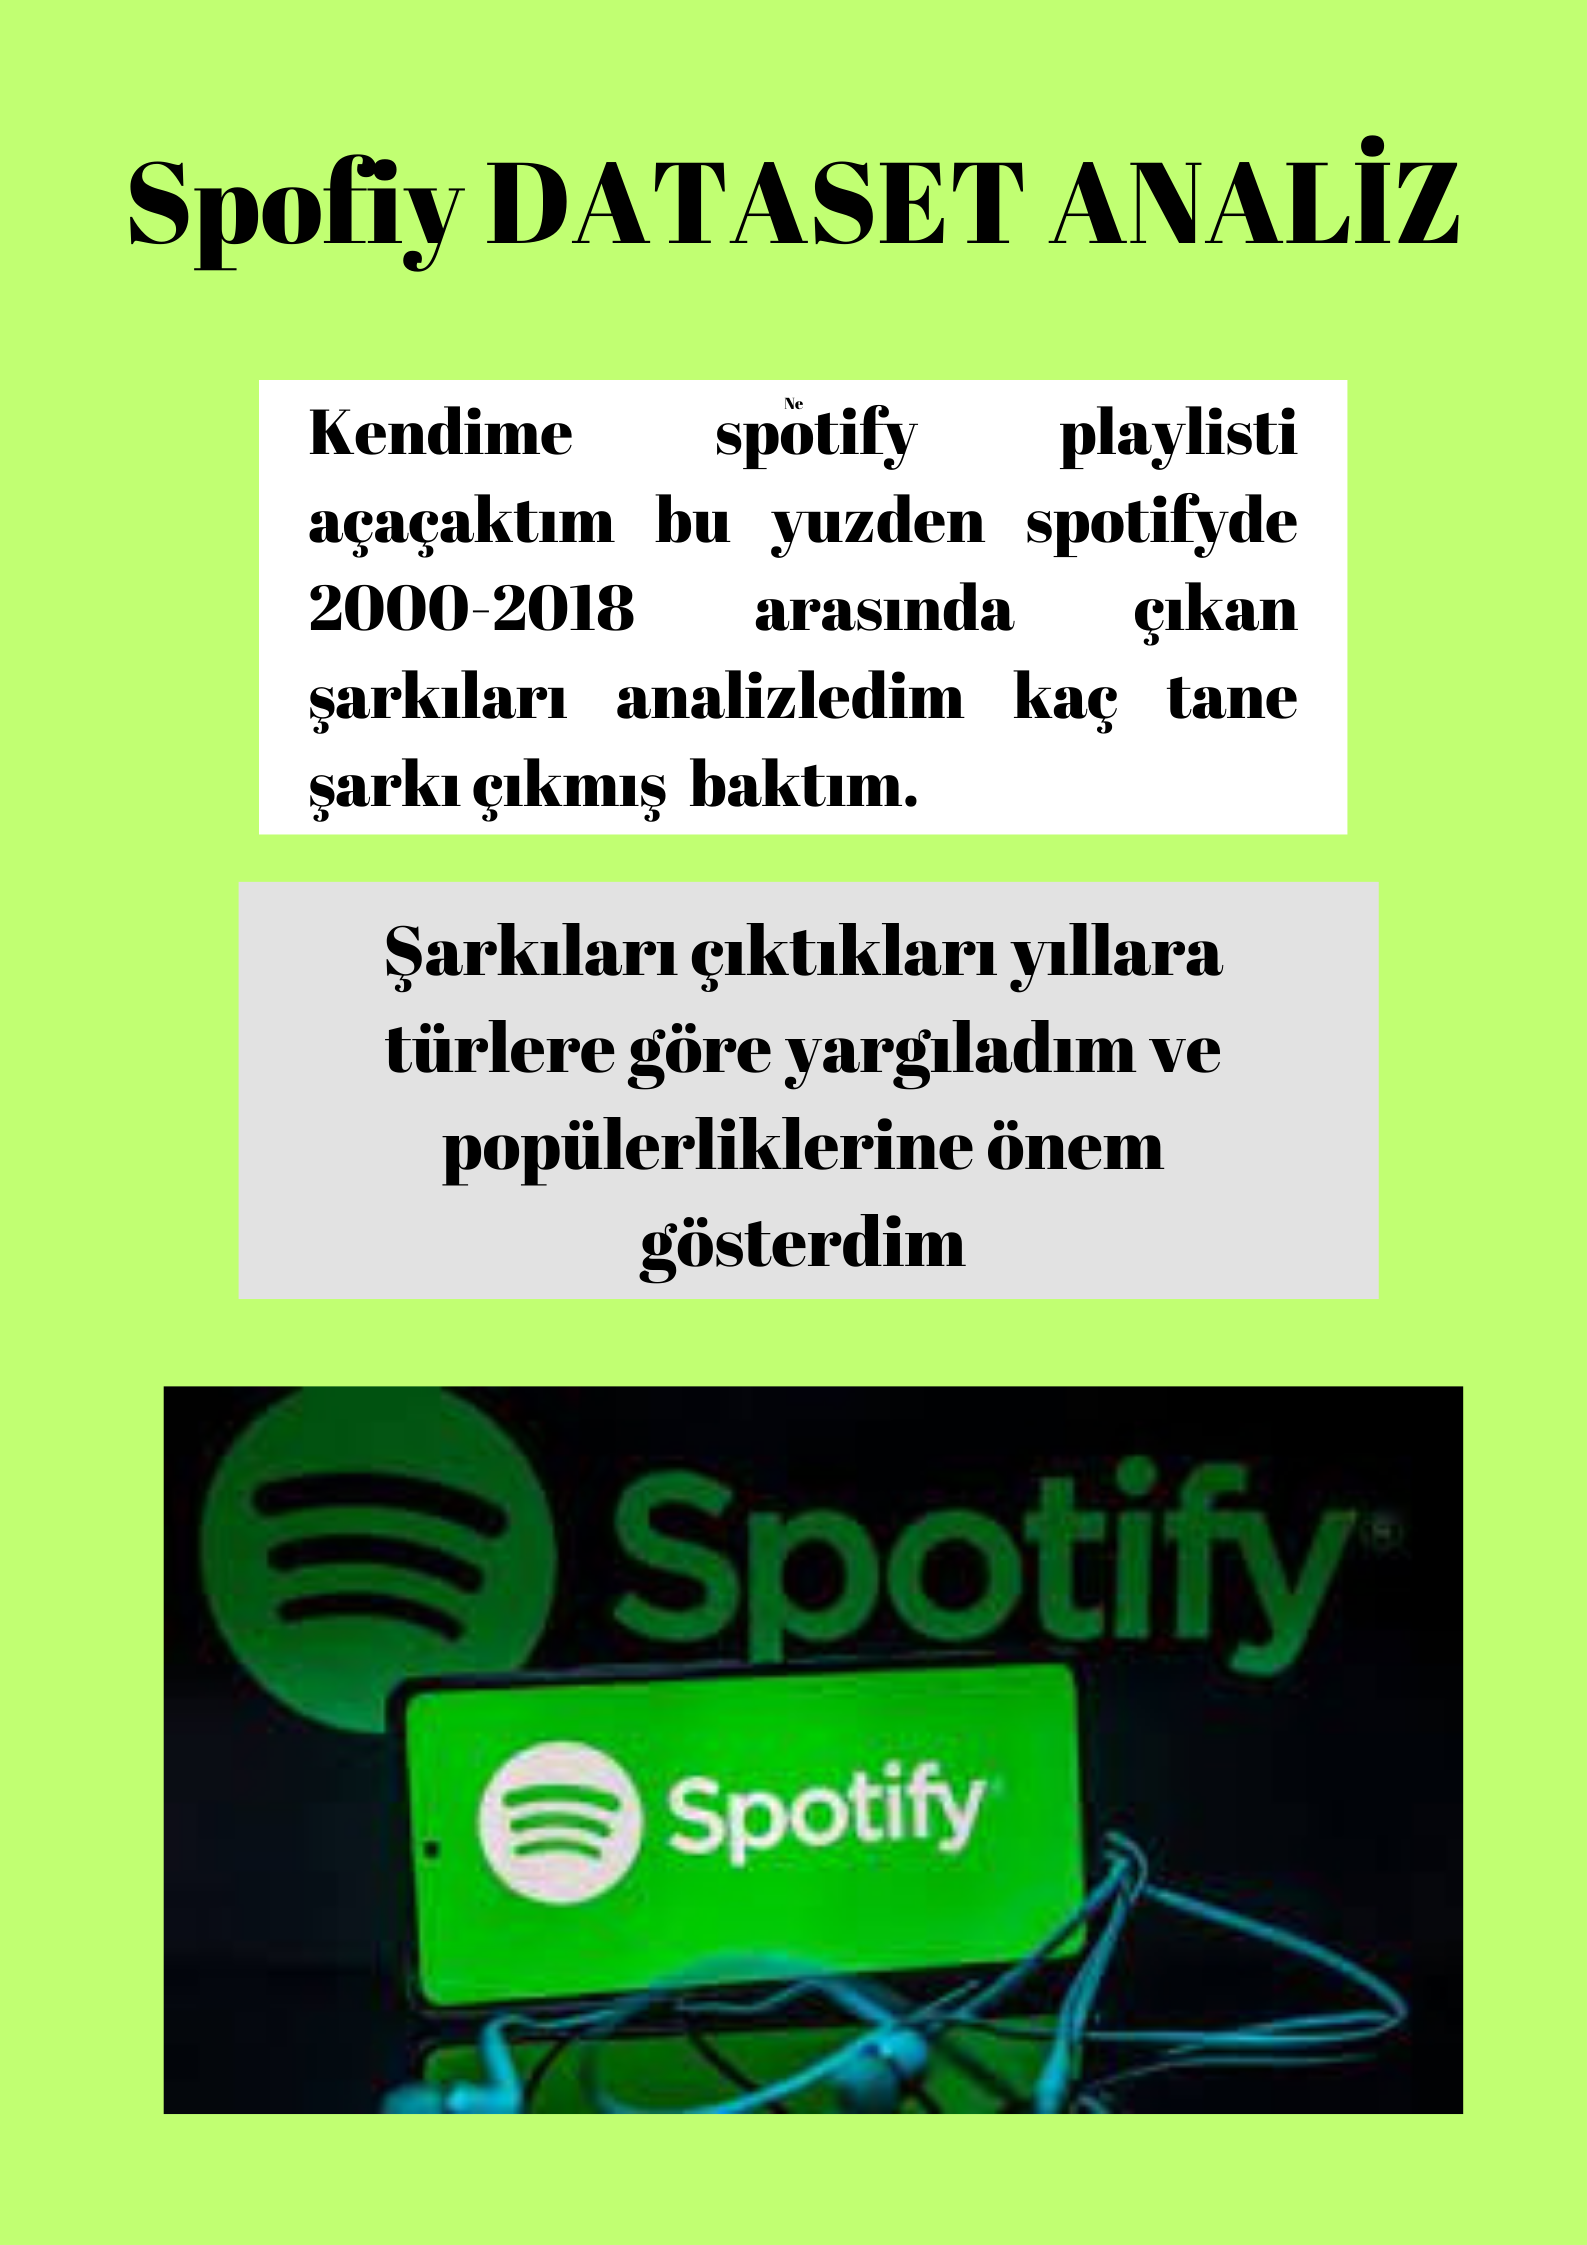 Spofiy DATASET ANALİZ
Ne
Kendime spotify playlisti
açaçaktım bu yuzden spotifyde
2000-2018 arasında çıkan
şarkıları analizledim kaç tane
şarkı çıkmış baktım.
Şarkıları çıktıkları yıllara
türlere göre yargıladım ve
popülerliklerine önem
gösterdim
Spotify®
Spotify